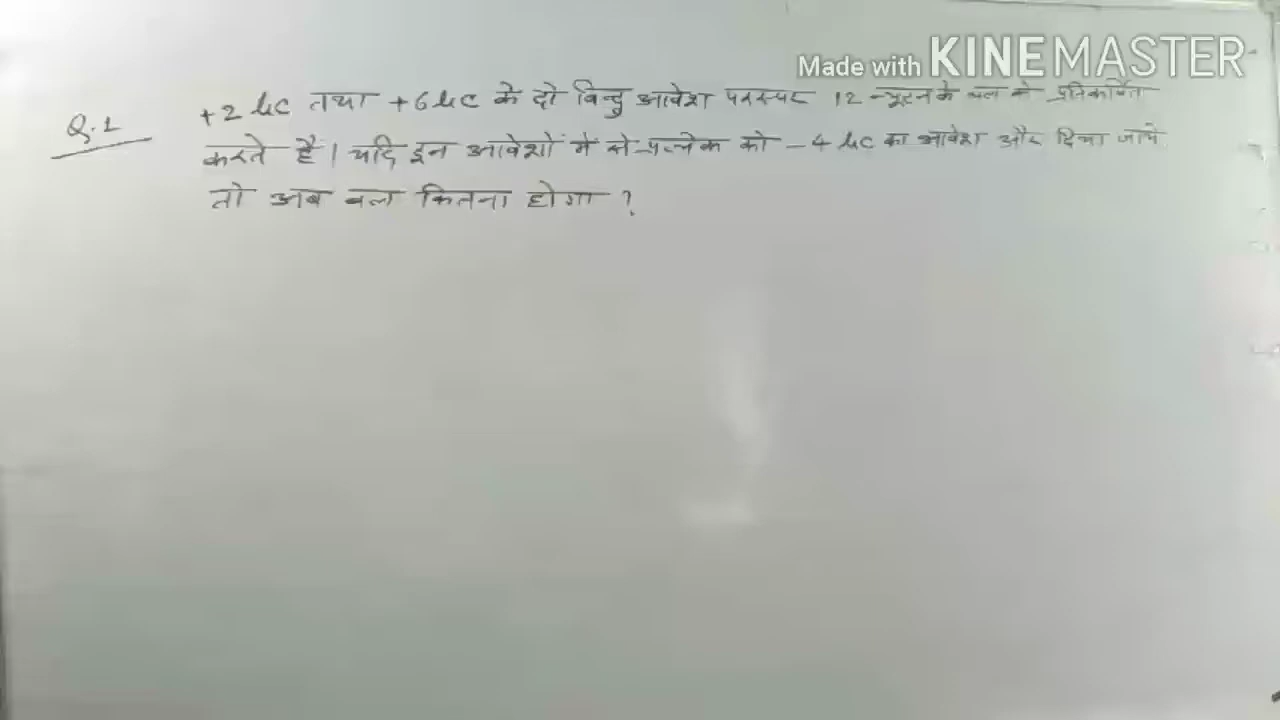 Made with KINEMASTER
Q.1 +2 μC तथा +6 μC के दो बिन्दु आवेश परस्पर 12 न्यूटन के बल से प्रतिकर्षित
करते हैं। यदि इन आवेशों में से प्रत्येक को -4 μC का आवेश और दिया जाये
तो अब बल कितना होगा ?